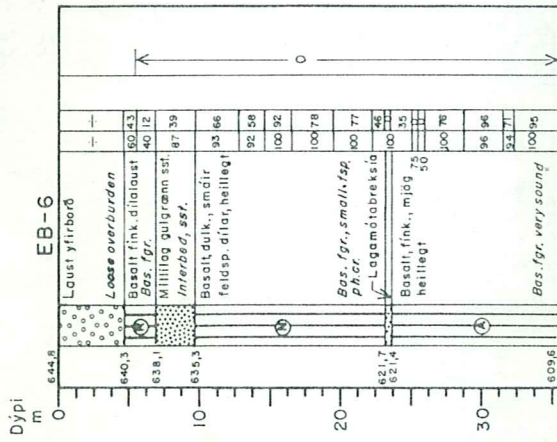 EB-6
Dýpi
m
0
10
20
30
644,8
640,3
638,1
635,3
621,7
621,4
609,6
N
N
A
Laust yfirborð
Loose overburden
Basalt fink. dílalaust
Bas. fgr.
Millilag gulgrænn sst.
Interbed, sst.
Basalt, dulk., smáir
feldsp. dílar, heillegt
Bas. fgr., small. fsp.
ph.cr.
Lagamótabreksía
Basalt, fink., mjög
heillegt
Bas. fgr. very sound
÷ ÷
60 43
40 12
87 39
93 66
92 58
100 92
100 78
100 77
100 46
35
75
50
100 76
96 96
94 71
100 95
0